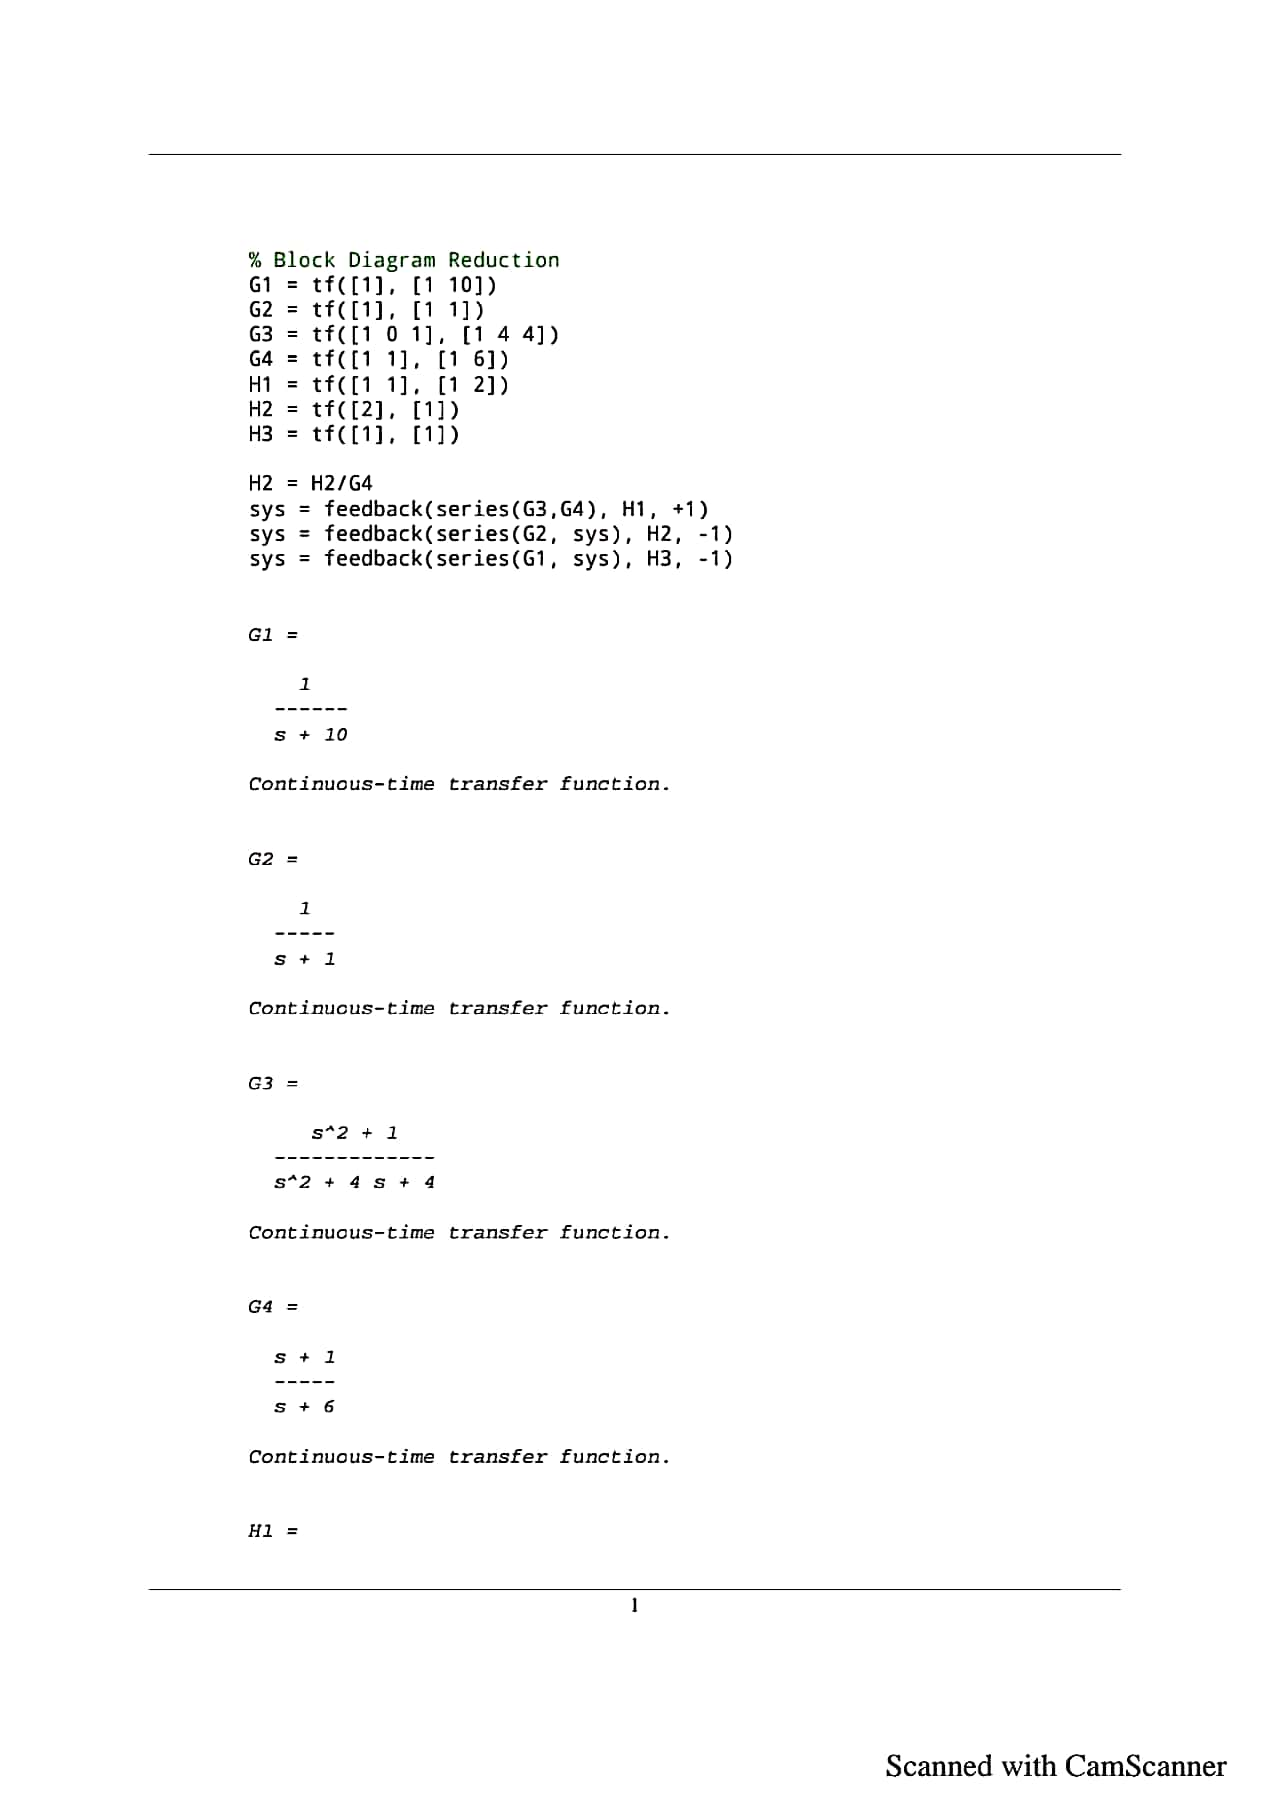 % Block Diagram Reduction
G1 = tf([1], [1 10])
G2 = tf([1], [1 1])
G3 = tf([1 0 1], [1 4 4])
G4 = tf([1 1], [1 6])
H1 = tf([1 1], [1 2])
H2 = tf([2], [1])
H3 = tf([1], [1])
H2 = H2/G4
sys = feedback(series(G3,G4), H1, +1)
sys = feedback(series(G2, sys), H2, -1)
sys = feedback(series(G1, sys), H3, -1)
G1 =
1
------
s + 10
Continuous-time transfer function.
G2 =
1
-----
s + 1
Continuous-time transfer function.
G3 =
s^2 + 1
-------------
s^2 + 4 s + 4
Continuous-time transfer function.
G4 =
s + 1
-----
s + 6
Continuous-time transfer function.
H1 =
1
Scanned with CamScanner